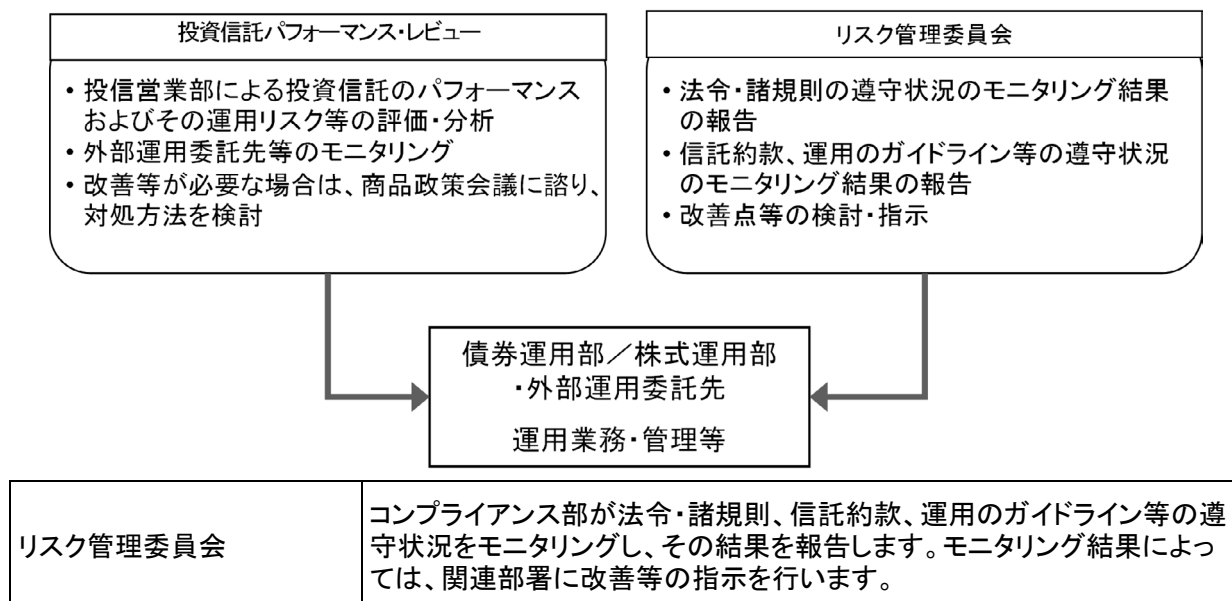 投資信託パフォーマンス・レビュー
・投信営業部による投資信託のパフォーマンス
およびその運用リスク等の評価・分析
・外部運用委託先等のモニタリング
・改善等が必要な場合は、商品政策会議に諮り、
対処方法を検討
リスク管理委員会
・法令・諸規則の遵守状況のモニタリング結果
の報告
・信託約款、運用のガイドライン等の遵守状況
のモニタリング結果の報告
・改善点等の検討・指示
債券運用部／株式運用部
・外部運用委託先
運用業務・管理等
リスク管理委員会
コンプライアンス部が法令・諸規則、信託約款、運用のガイドライン等の遵
守状況をモニタリングし、その結果を報告します。モニタリング結果によっ
ては、関連部署に改善等の指示を行います。